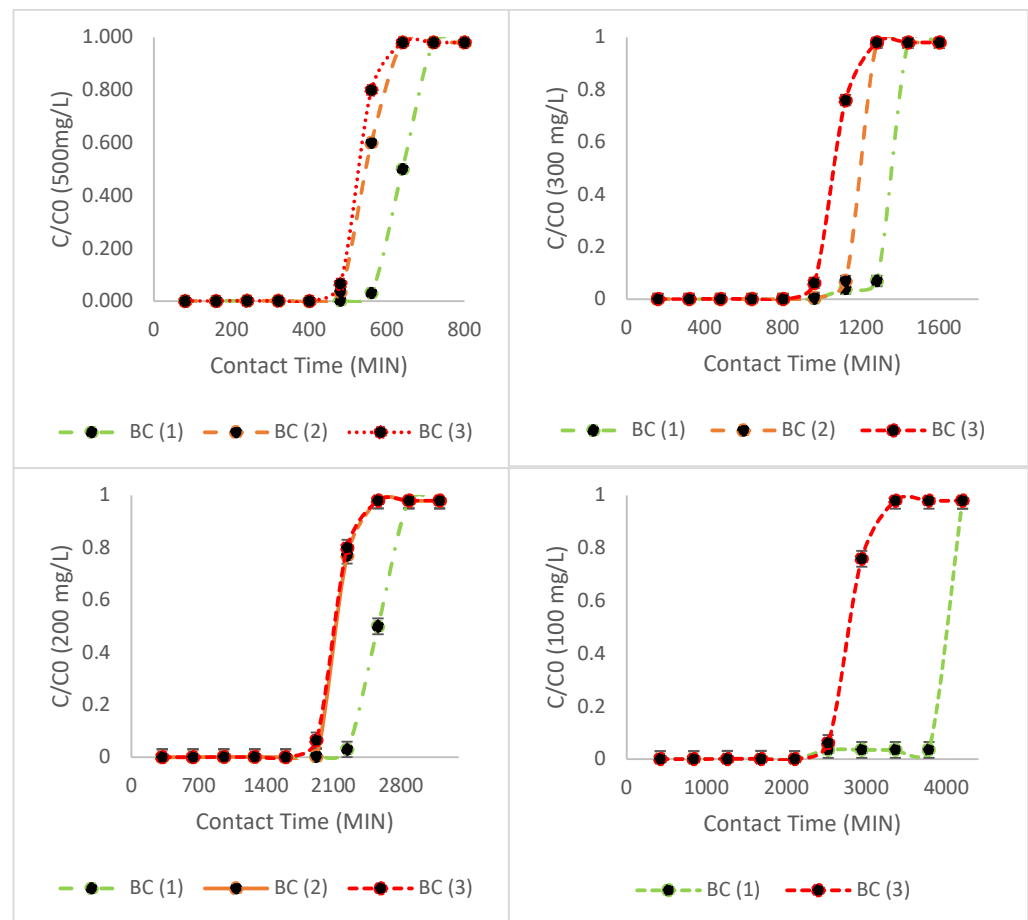 1.000
0.800
0.600
0.400
0.200
0.000
C/C0 (500mg/L)
0 200 400 600 800
Contact Time (MIN)
BC (1) BC (2) BC (3)
1
0.8
0.6
0.4
0.2
0
C/C0 (300 mg/L)
0 400 800 1200 1600
Contact Time (MIN)
BC (1) BC (2) BC (3)
1
0.8
0.6
0.4
0.2
0
C/C0 (200 mg/L)
0 700 1400 2100 2800
Contact Time (MIN)
BC (1) BC (2) BC (3)
1
0.8
0.6
0.4
0.2
0
C/C0 (100 mg/L)
0 1000 2000 3000 4000
Contact Time (MIN)
BC (1) BC (3)